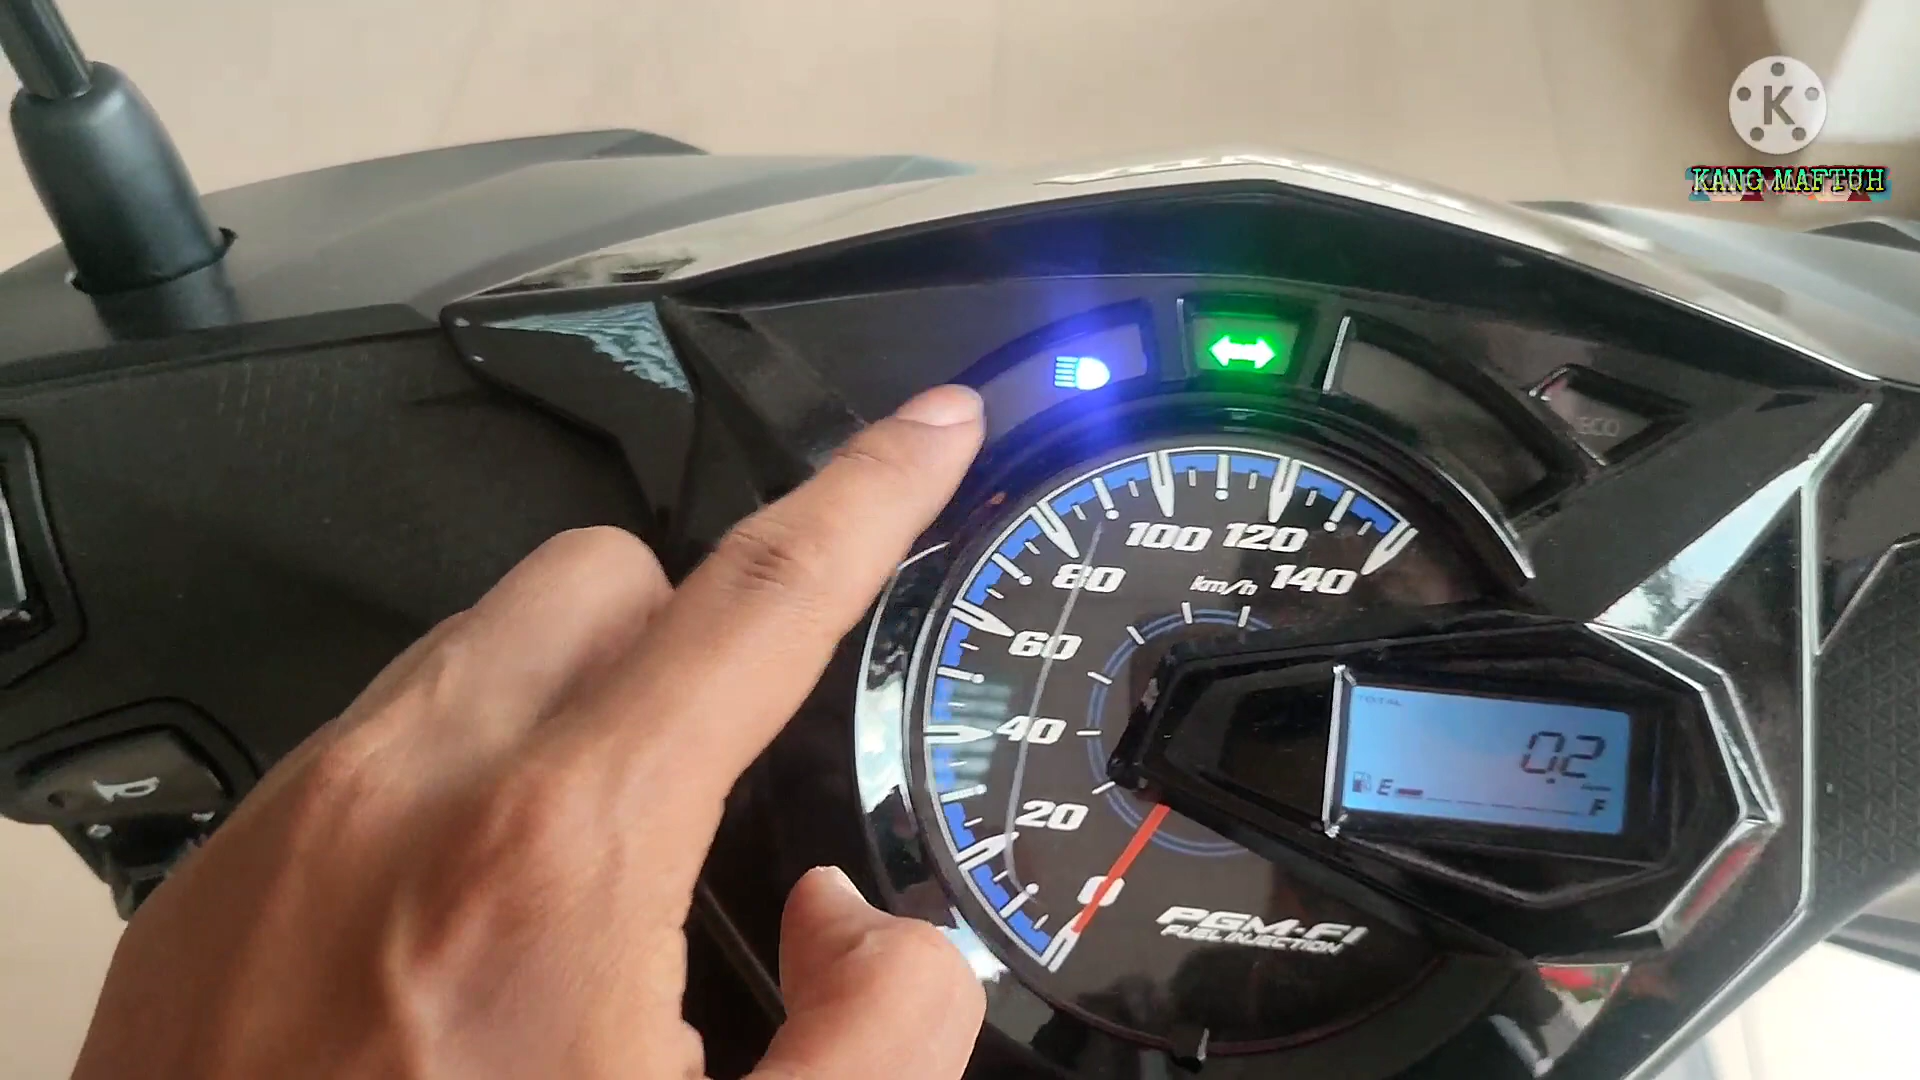 K
KANG MAFTUH
ECO
100 120
80 km/h 140
60
40
20
0
TOTAL
0.2
E F
PGM-FI
FUEL INJECTION